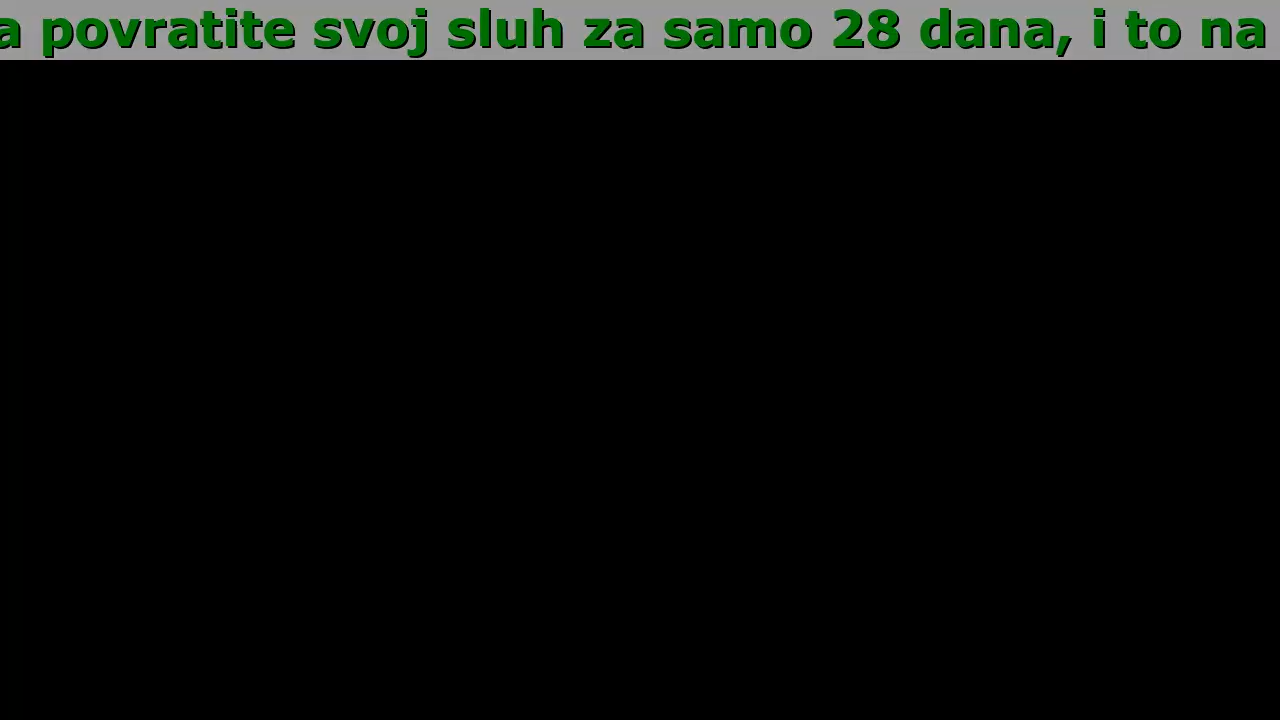 a povratite svoj sluh za samo 28 dana, i to na